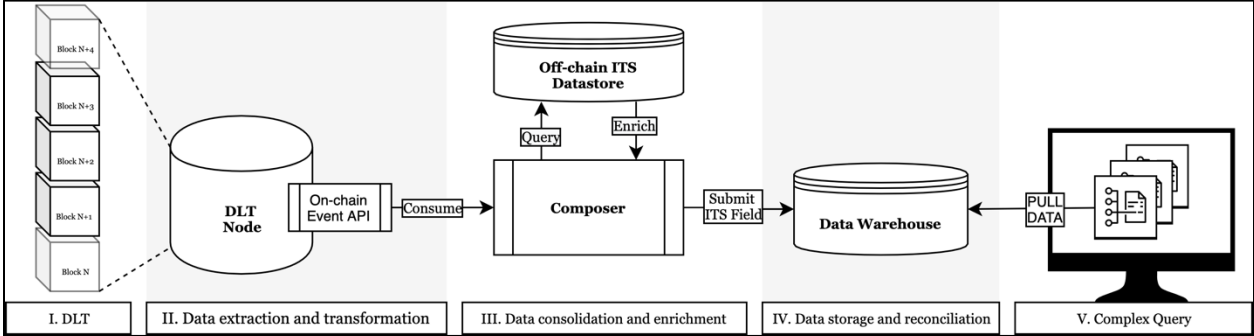 Block N+4
Block N+3
Block N+2
Block N+1
Block N
DLT
Node
On-chain
Event API
Consume
Off-chain ITS
Datastore
Query
Enrich
Composer
Submit
ITS Field
Data Warehouse
PULL
DATA
I. DLT
II. Data extraction and transformation
III. Data consolidation and enrichment
IV. Data storage and reconciliation
V. Complex Query